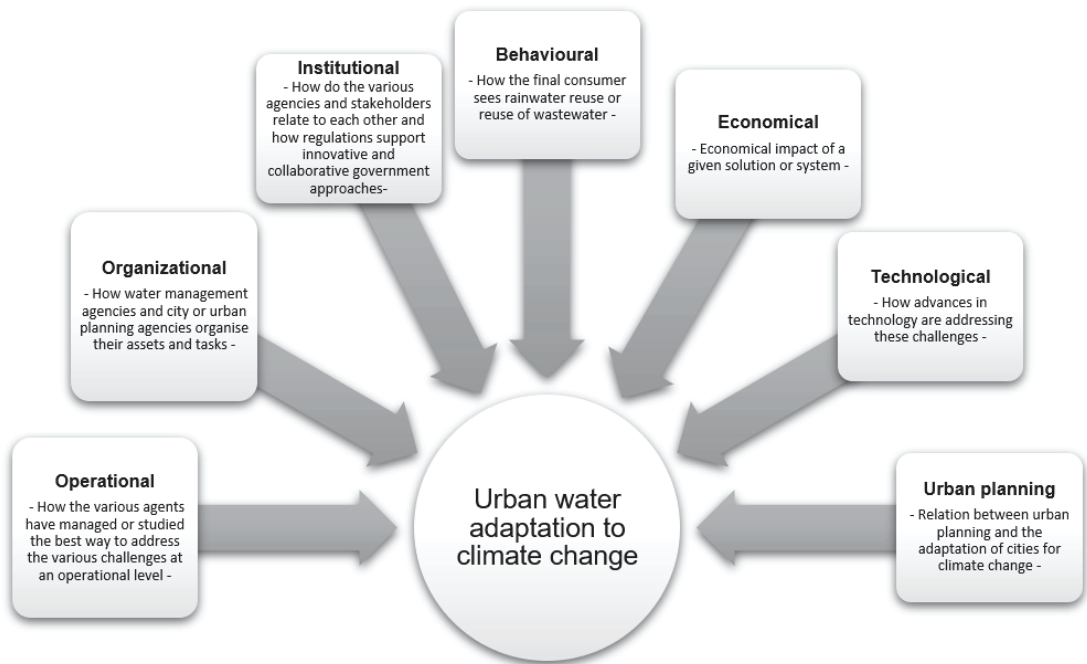 Behavioural
- How the final consumer
sees rainwater reuse or
reuse of wastewater -
Institutional
- How do the various
agencies and stakeholders
relate to each other and
how regulations support
innovative and
collaborative government
approaches-
Economical
- Economical impact of a
given solution or system -
Organizational
- How water management
agencies and city or urban
planning agencies organise
their assets and tasks -
Technological
- How advances in
technology are addressing
these challenges -
Operational
- How the various agents
have managed or studied
the best way to address
the various challenges at
an operational level -
Urban water
adaptation to
climate change
Urban planning
- Relation between urban
planning and the
adaptation of cities for
climate change -